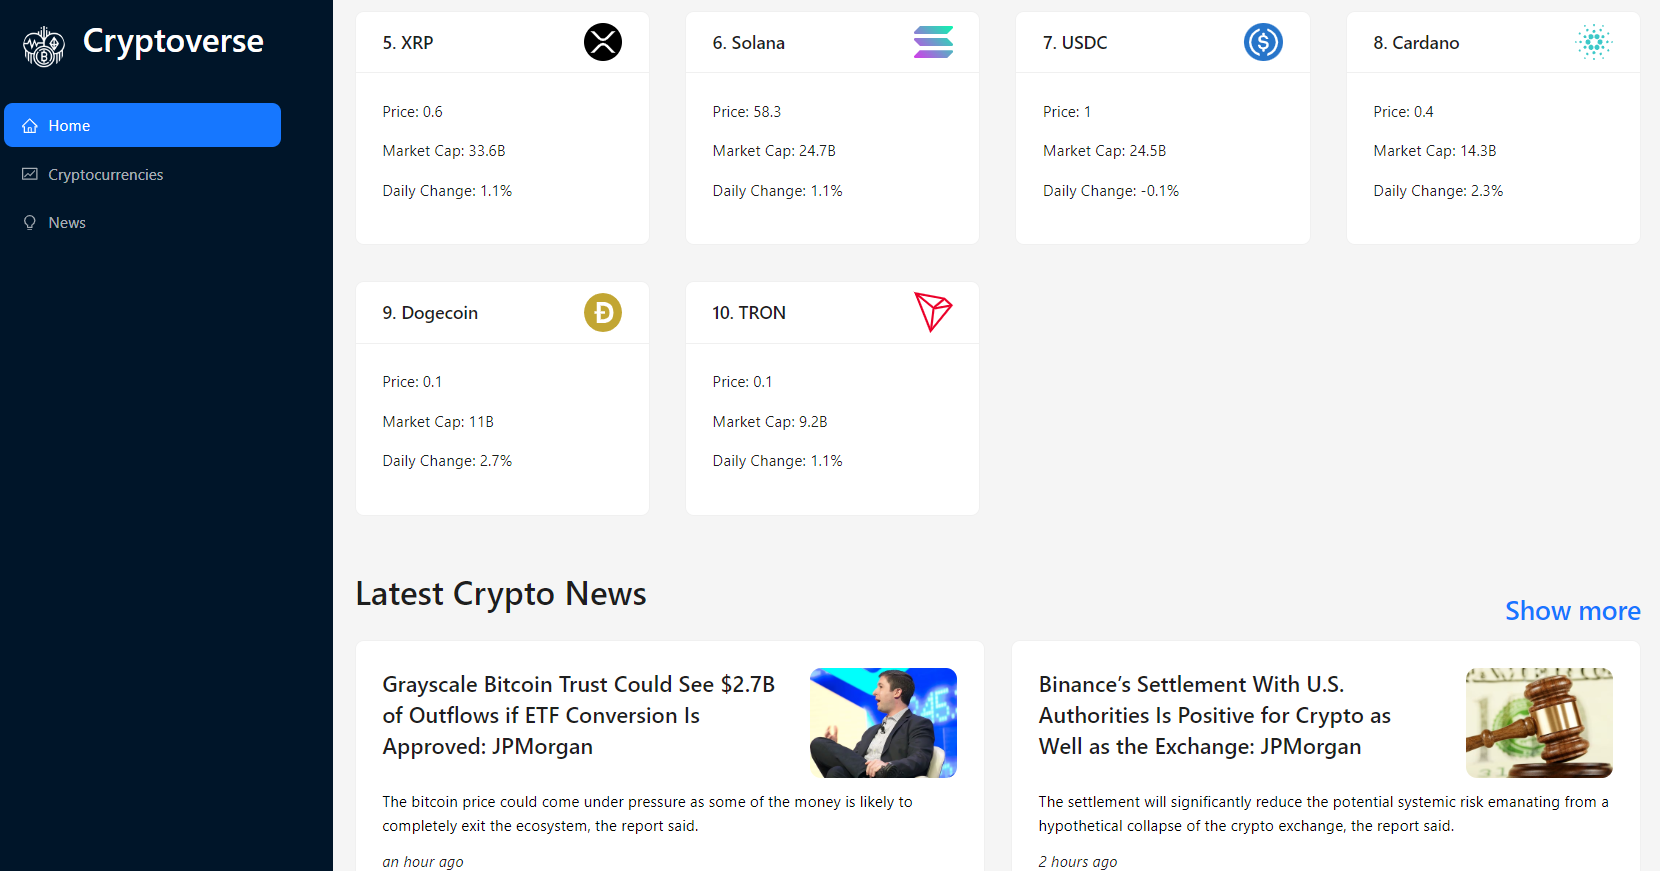 Cryptoverse
Home
Cryptocurrencies
News
5. XRP
Price: 0.6
Market Cap: 33.6B
Daily Change: 1.1%
6. Solana
Price: 58.3
Market Cap: 24.7B
Daily Change: 1.1%
7. USDC
Price: 1
Market Cap: 24.5B
Daily Change: -0.1%
8. Cardano
Price: 0.4
Market Cap: 14.3B
Daily Change: 2.3%
9. Dogecoin
Price: 0.1
Market Cap: 11B
Daily Change: 2.7%
10. TRON
Price: 0.1
Market Cap: 9.2B
Daily Change: 1.1%
Latest Crypto News
Show more
Grayscale Bitcoin Trust Could See $2.7B
of Outflows if ETF Conversion Is
Approved: JPMorgan
The bitcoin price could come under pressure as some of the money is likely to
completely exit the ecosystem, the report said.
an hour ago
Binance’s Settlement With U.S.
Authorities Is Positive for Crypto as
Well as the Exchange: JPMorgan
The settlement will significantly reduce the potential systemic risk emanating from a
hypothetical collapse of the crypto exchange, the report said.
2 hours ago